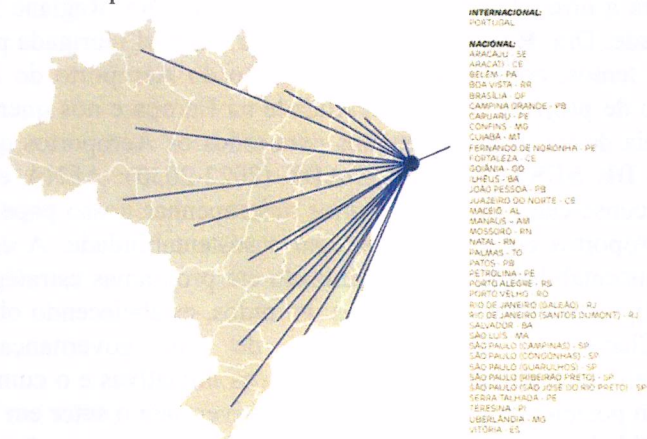 INTERNACIONAL:
PORTUGAL
NACIONAL:
ARACAJU - SE
ARACATI - CE
BELÉM - PA
BOA VISTA - RR
BRASÍLIA - DF
CAMPINA GRANDE - PB
CARUARU - PE
CONFINS - MG
CUIABÁ - MT
FERNANDO DE NORONHA - PE
FORTALEZA - CE
GOIÂNIA - GO
ILHÉUS - BA
JOÃO PESSOA - PB
JUAZEIRO DO NORTE - CE
MACEIÓ - AL
MANAUS - AM
MOSSORÓ - RN
NATAL - RN
PALMAS - TO
PATOS - PB
PETROLINA - PE
PORTO ALEGRE - RS
PORTO VELHO - RO
RIO DE JANEIRO (GALEÃO) - RJ
RIO DE JANEIRO (SANTOS DUMONT) - RJ
SALVADOR - BA
SÃO LUÍS - MA
SÃO PAULO (CAMPINAS) - SP
SÃO PAULO (CONGONHAS) - SP
SÃO PAULO (GUARULHOS) - SP
SÃO PAULO (RIBEIRÃO PRETO) - SP
SÃO PAULO (SÃO JOSÉ DO RIO PRETO) - SP
SERRA TALHADA - PE
TERESINA - PI
UBERLÂNDIA - MG
VITÓRIA - ES